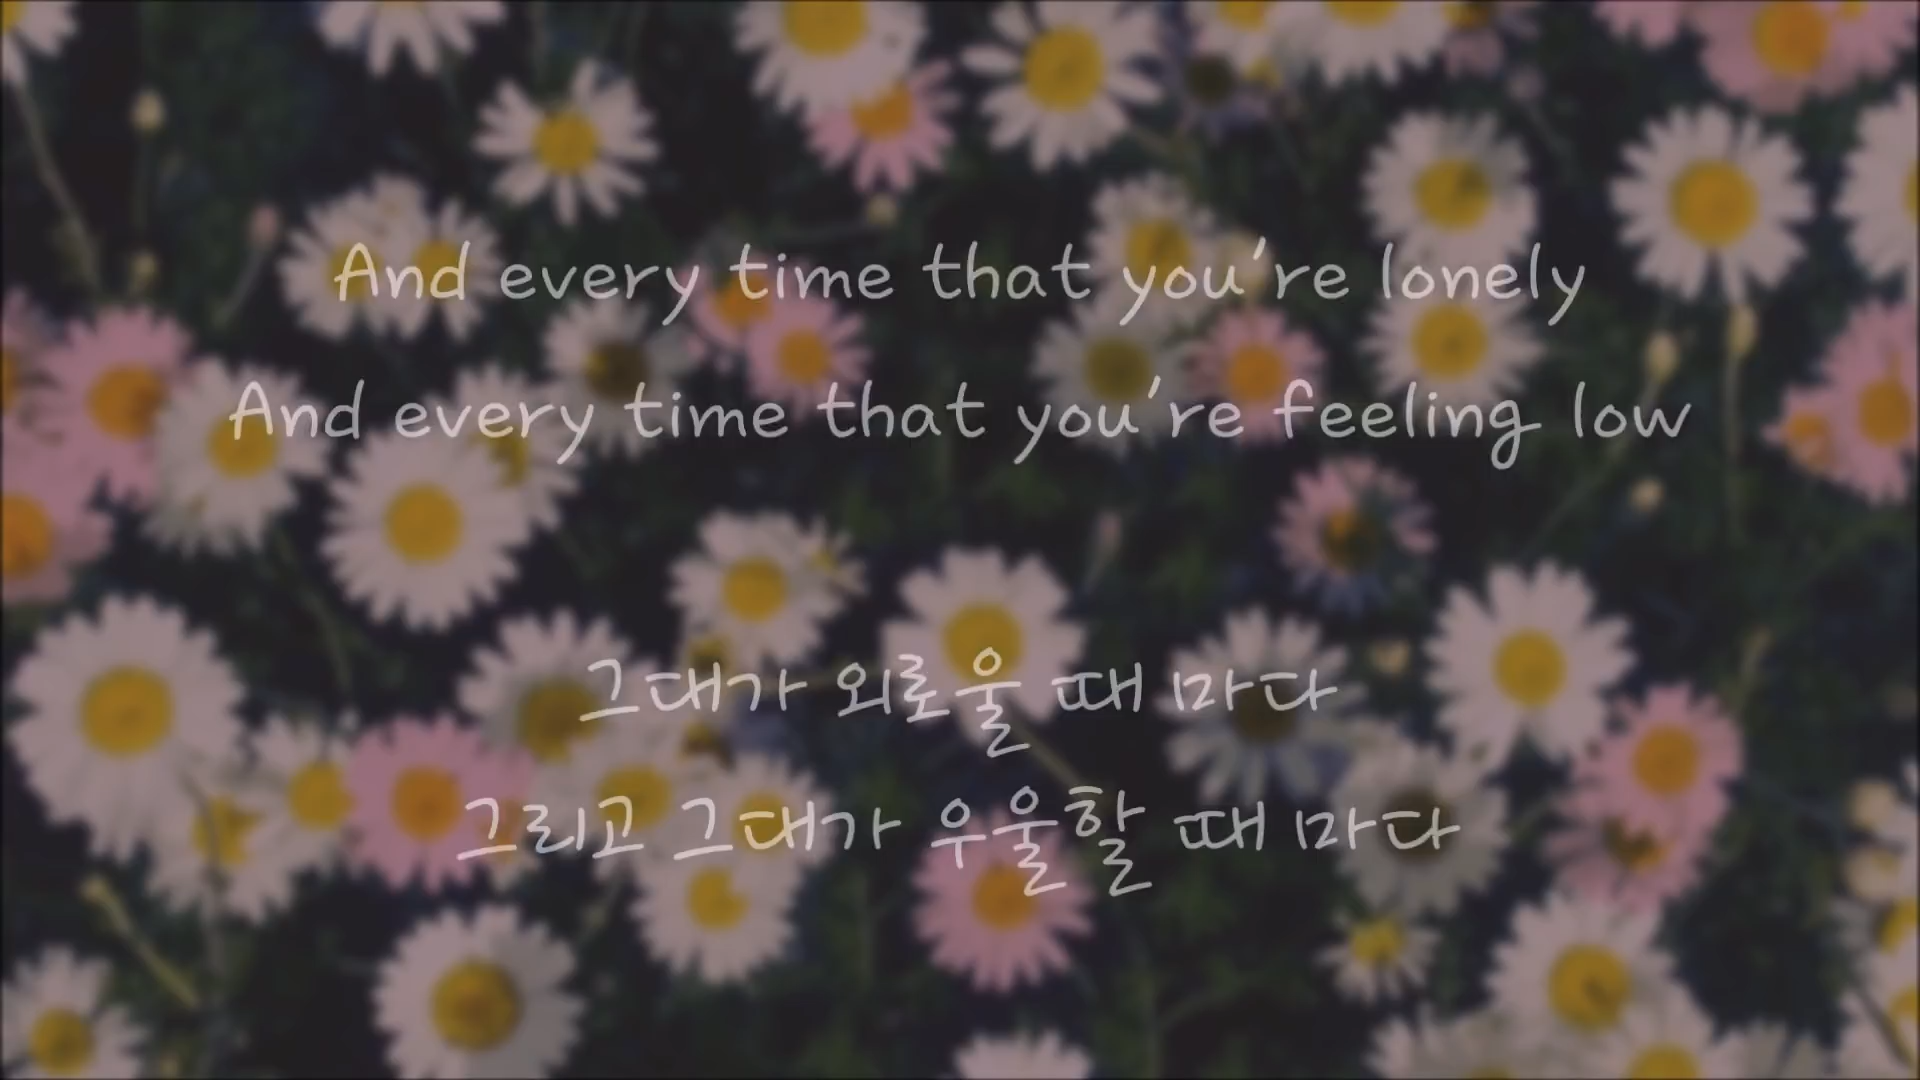 And every time that you're lonely
And every time that you're feeling low
그대가 외로울 때 마다
그리고 그대가 우울할 때 마다